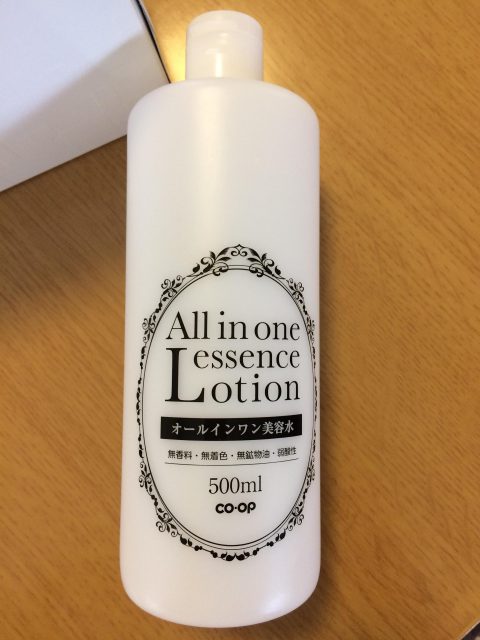 All in one
essence
Lotion
オールインワン美容水
無香料・無着色・無鉱物油・弱酸性
500ml
CO·OP